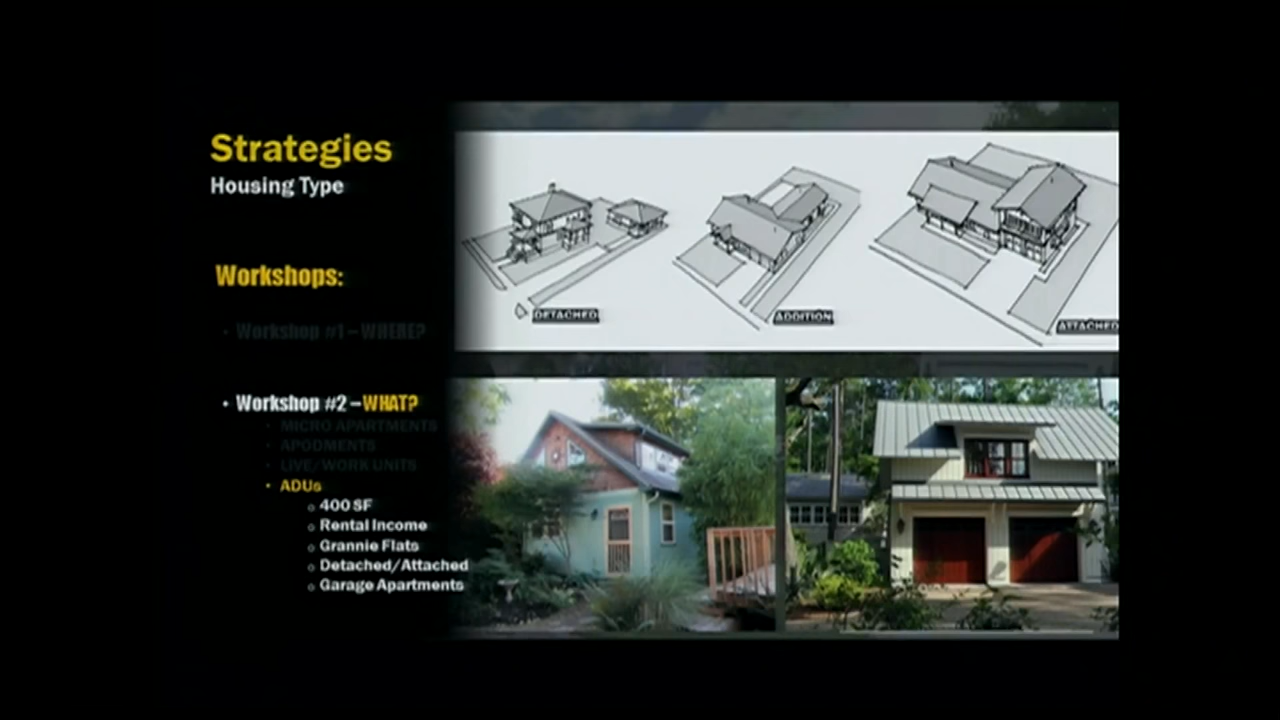 Strategies
Housing Type
Workshops:
• Workshop #1 – WHERE?
• Workshop #2 – WHAT?
• MICRO APARTMENTS
• APODMENTS
• LIVE/WORK UNITS
• ADUs
o 400 SF
o Rental Income
o Grannie Flats
o Detached/Attached
o Garage Apartments
DETACHED
ADDITION
ATTACHED